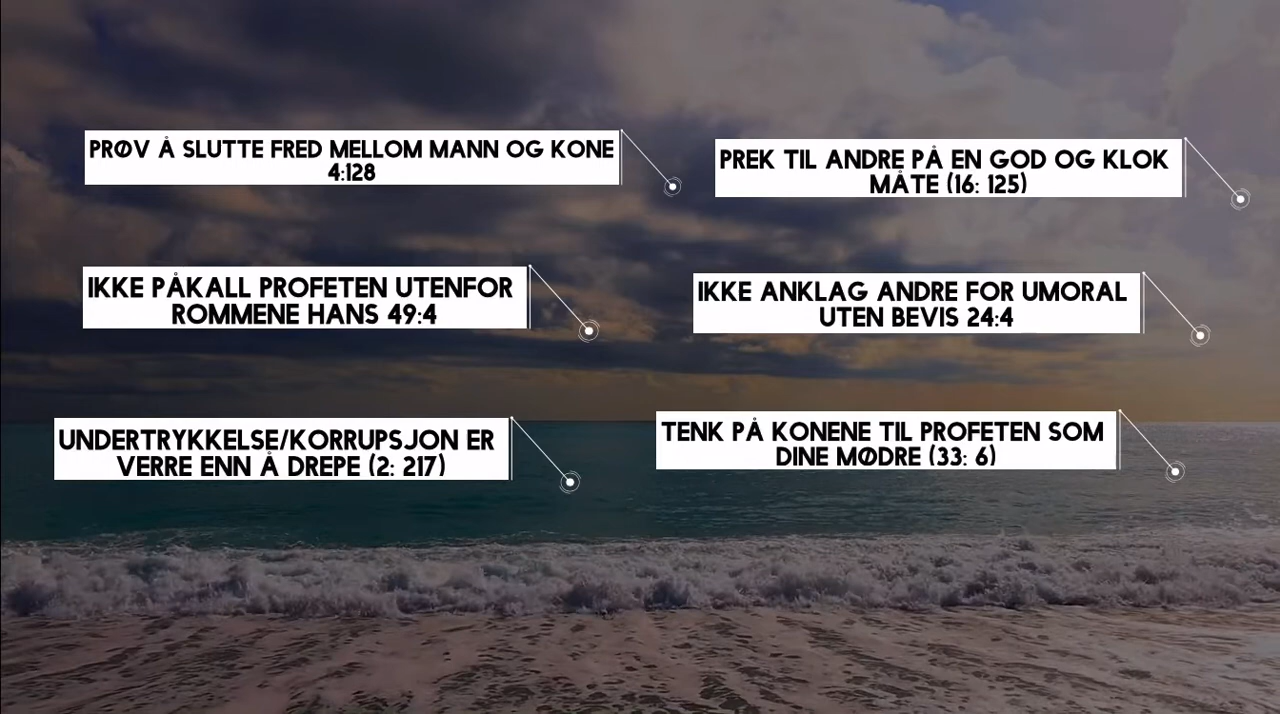 PRØV Å SLUTTE FRED MELLOM MANN OG KONE
4:128
PREK TIL ANDRE PÅ EN GOD OG KLOK
MÅTE (16: 125)
IKKE PÅKALL PROFETEN UTENFOR
ROMMENE HANS 49:4
IKKE ANKLAG ANDRE FOR UMORAL
UTEN BEVIS 24:4
UNDERTRYKKELSE/KORRUPSJON ER
VERRE ENN Å DREPE (2: 217)
TENK PÅ KONENE TIL PROFETEN SOM
DINE MØDRE (33: 6)